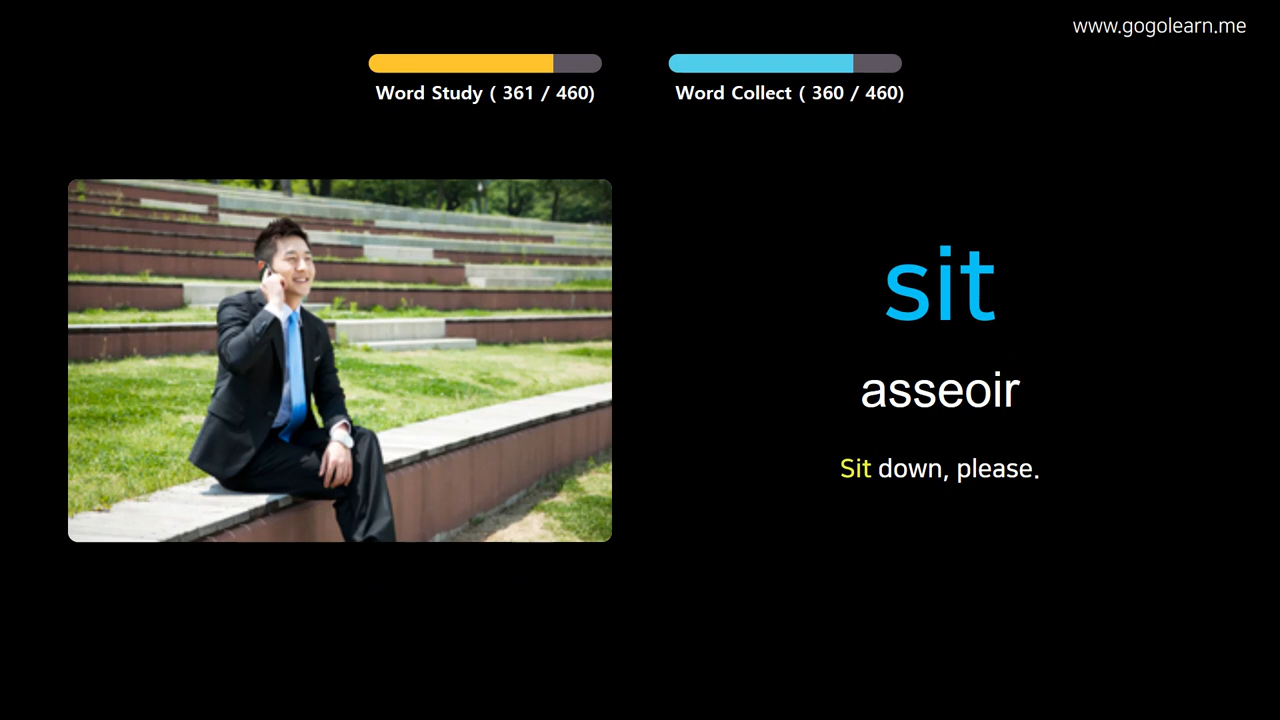 www.gogolearn.me
Word Study ( 361 / 460)
Word Collect ( 360 / 460)
sit
asseoir
Sit down, please.